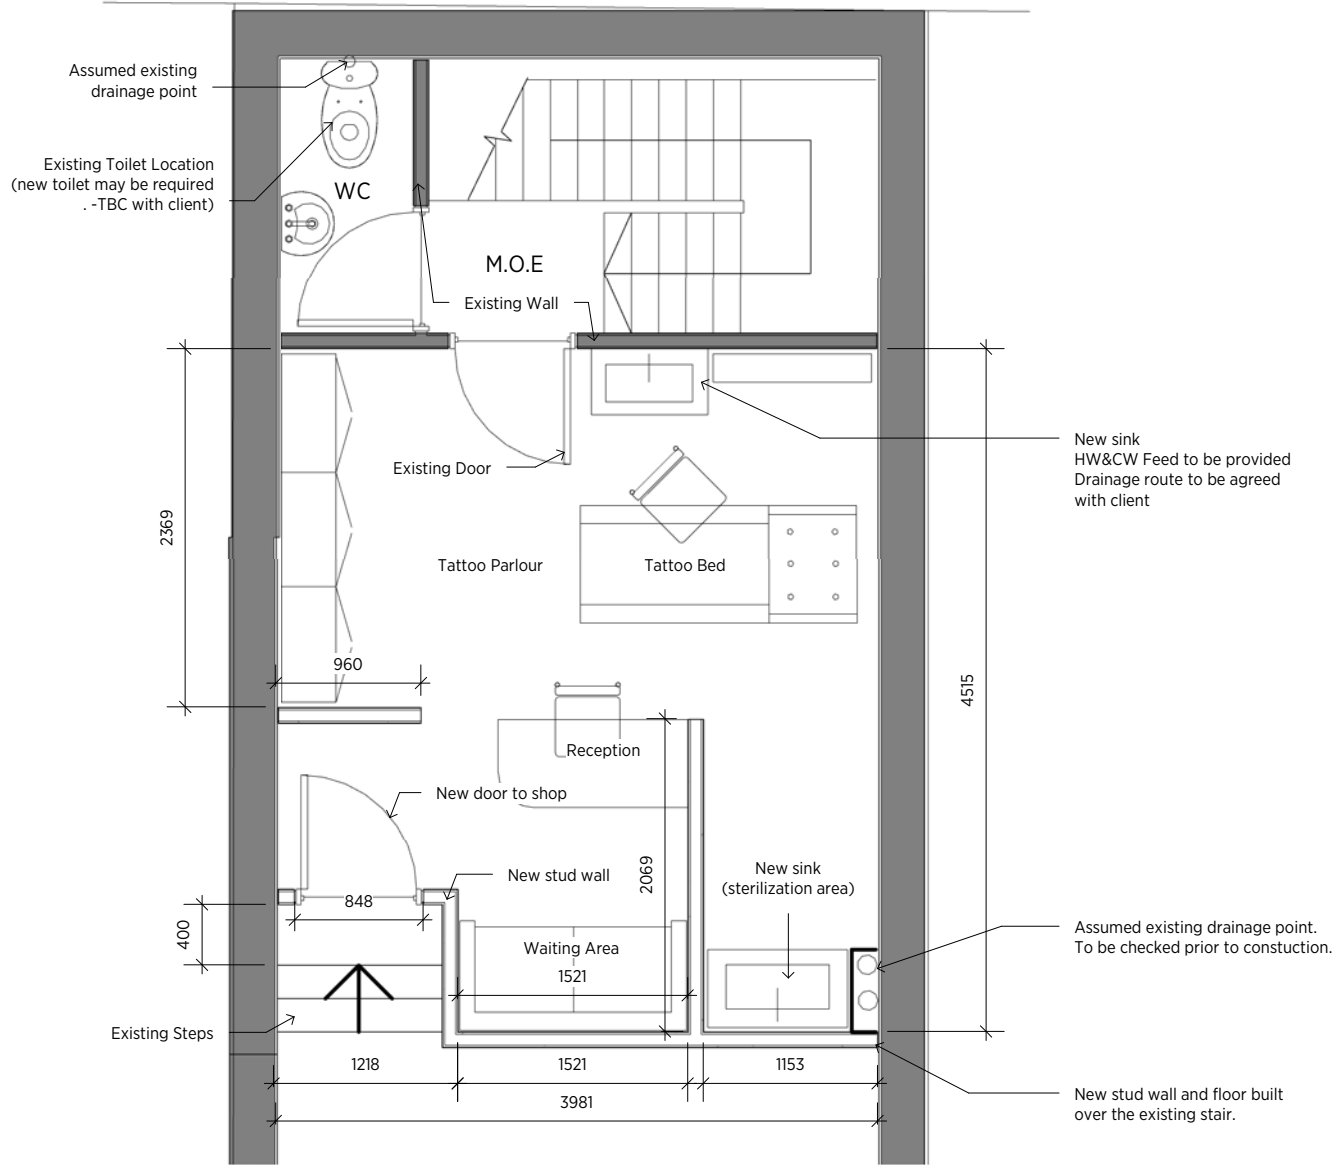 Assumed existing
drainage point
Existing Toilet Location
(new toilet may be required
. -TBC with client)
WC
M.O.E
Existing Wall
New sink
HW&CW Feed to be provided
Drainage route to be agreed
with client
Existing Door
2369
Tattoo Parlour
Tattoo Bed
960
4515
Reception
New door to shop
2069
New stud wall
New sink
(sterilization area)
848
400
Waiting Area
1521
Assumed existing drainage point.
To be checked prior to constuction.
Existing Steps
1218
1521
1153
3981
New stud wall and floor built
over the existing stair.